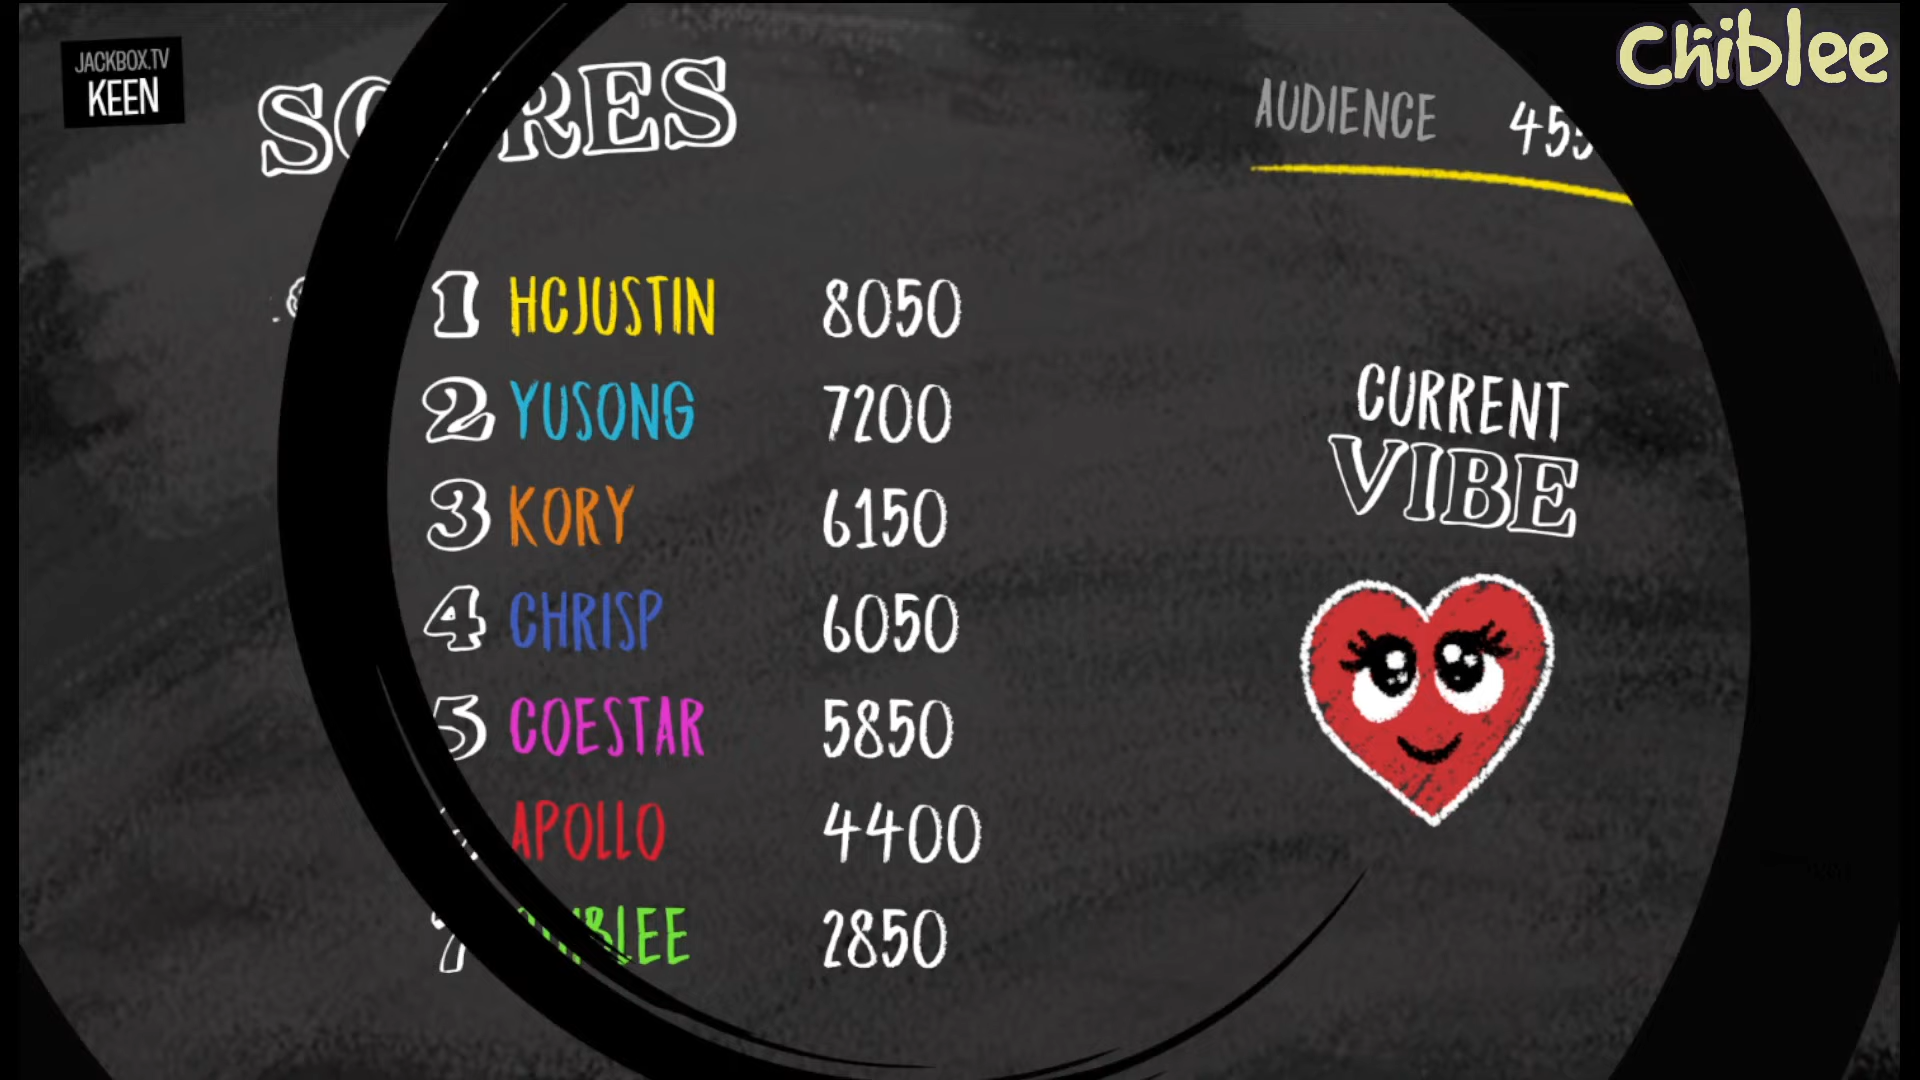 JACKBOX.TV
KEEN
Chiblee
AUDIENCE
1 HCJUSTIN 8050
2 YUSONG 7200
3 KORY 6150
4 CHRISP 6050
5 COESTAR 5850
APOLLO 4400
7 2850
CURRENT
VIBE